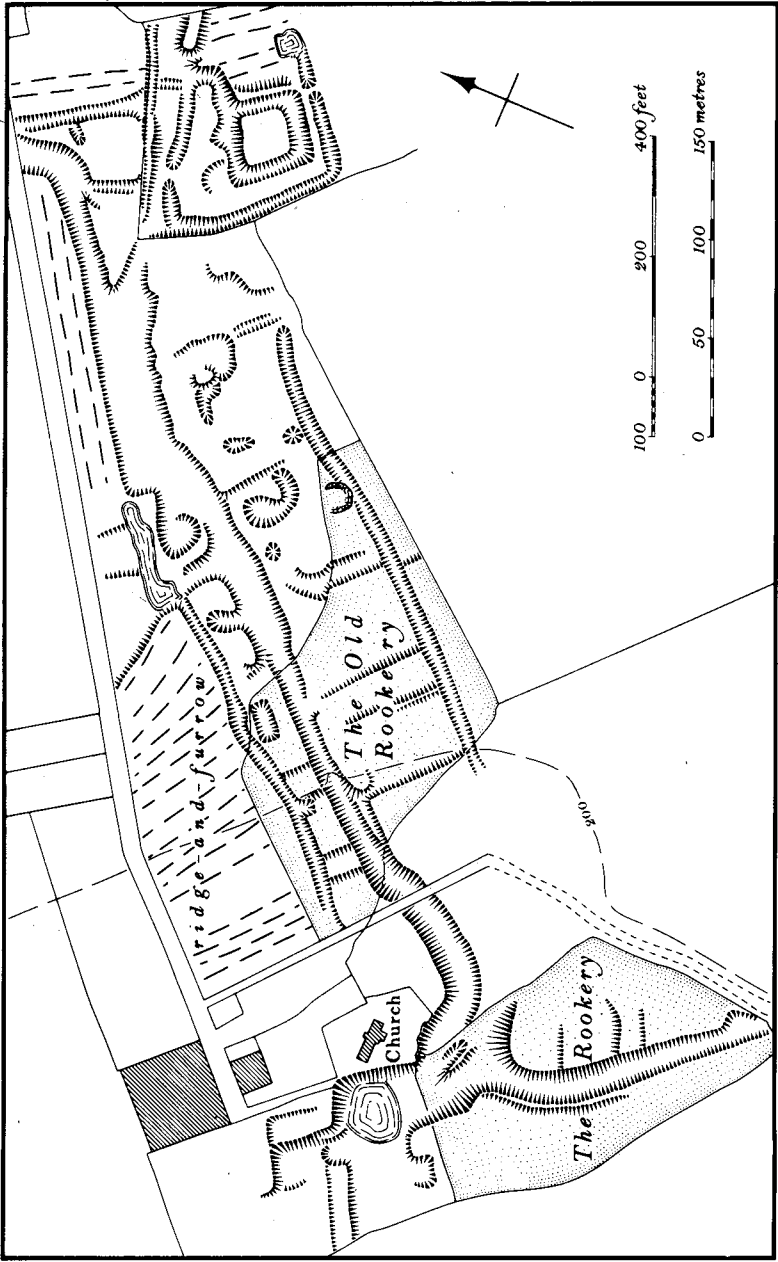 ridge-and-furrow
The Old
Rookery
Church
The Rookery
200
100 0 200 400 feet
0 50 100 150 metres